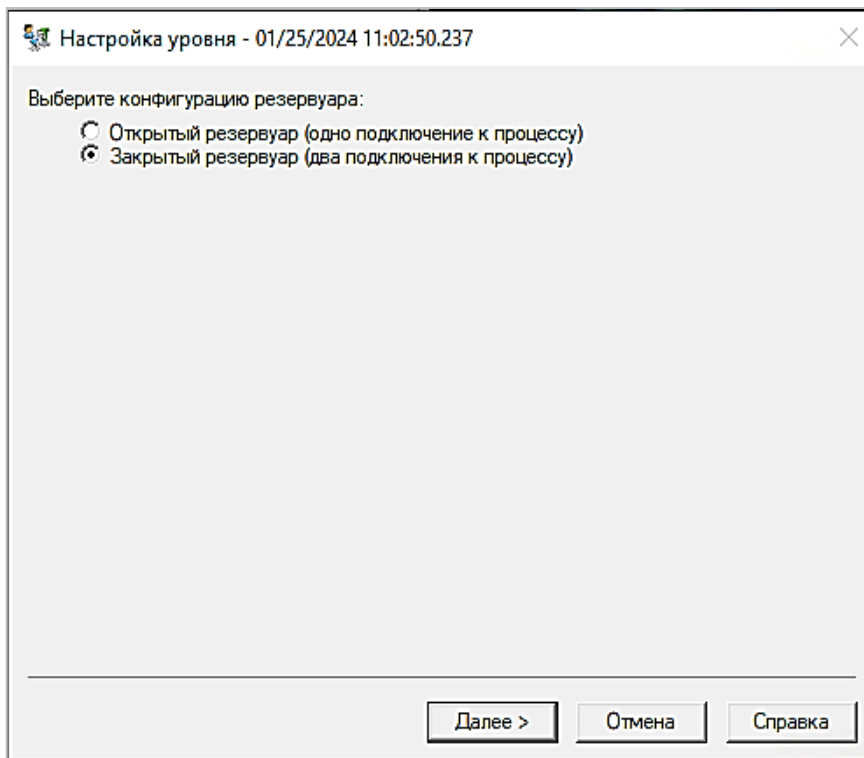 Настройка уровня - 01/25/2024 11:02:50.237
Выберите конфигурацию резервуара:
Открытый резервуар (одно подключение к процессу)
Закрытый резервуар (два подключения к процессу)
Далее >
Отмена
Справка